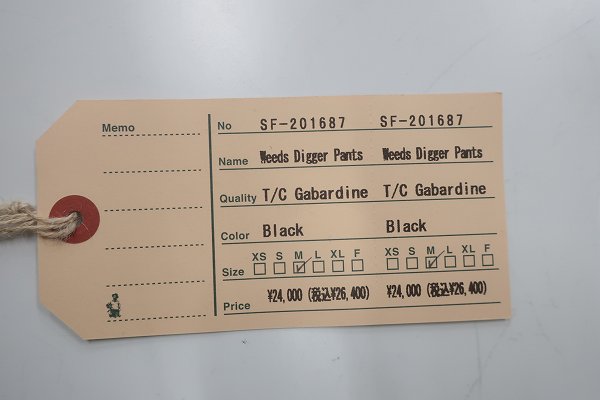 Memo
No SF-201687 SF-201687
Name Weeds Digger Pants Weeds Digger Pants
Quality T/C Gabardine T/C Gabardine
Color Black Black
XS S M L XL F XS S M L XL F
Size
Price ¥24,000 (税込¥26,400) ¥24,000 (税込¥26,400)